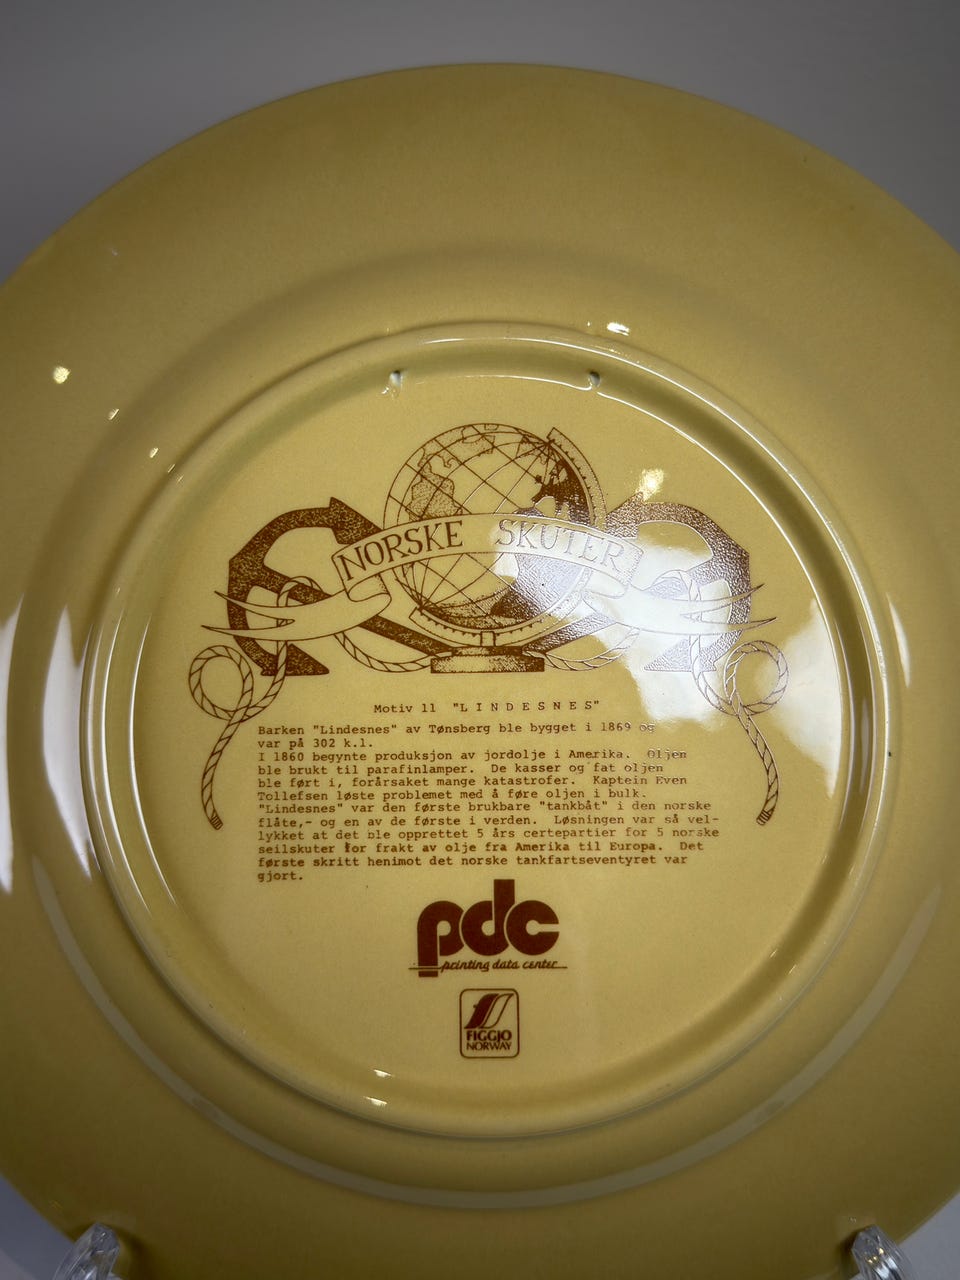 NORSKE SKUTER
Motiv 11 "LINDESNES"
Barken "Lindesnes" av Tønsberg ble bygget i 1869 og
var på 302 k.l.
I 1860 begynte produksjon av jordolje i Amerika. Oljen
ble brukt til parafinlamper. De kasser og fat oljen
ble ført i, forårsaket mange katastrofer. Kaptein Even
Tollefsen løste problemet med å føre oljen i bulk.
"Lindesnes" var den første brukbare "tankbåt" i den norske
flåte,- og en av de første i verden. Løsningen var så vel-
lykket at det ble opprettet 5 års certepartier for 5 norske
seilskuter for frakt av olje fra Amerika til Europa. Det
første skritt henimot det norske tankfartseventyret var
gjort.
pdc
printing data center
FIGGJO
NORWAY